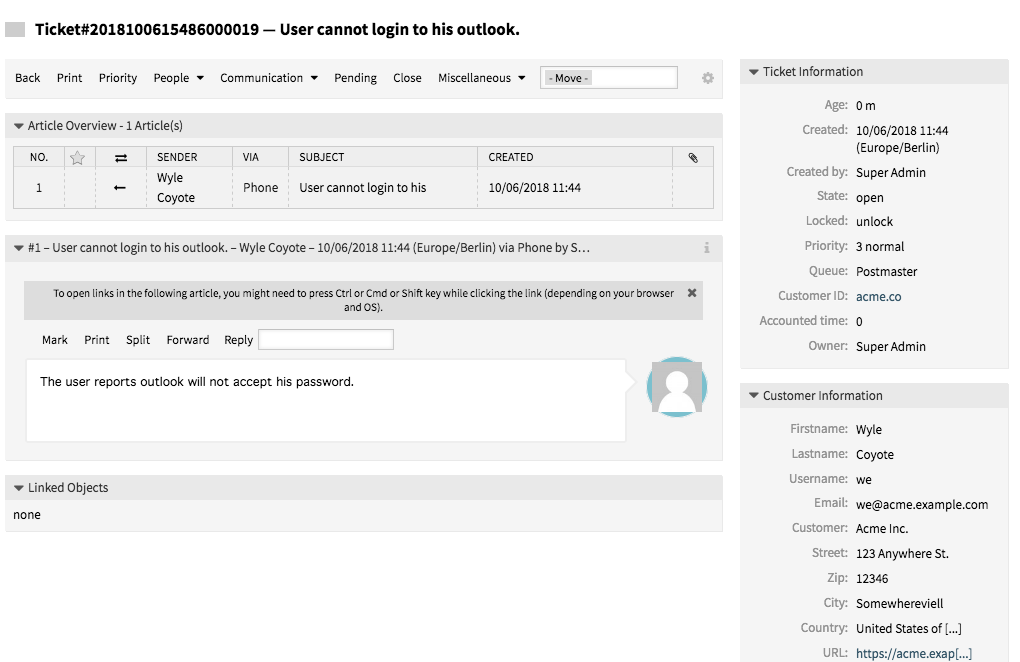 Ticket#2018100615486000019 — User cannot login to his outlook.
Back Print Priority People Communication Pending Close Miscellaneous - Move -
Article Overview - 1 Article(s)
NO. SENDER VIA SUBJECT CREATED
1 Wyle Coyote Phone User cannot login to his 10/06/2018 11:44
#1 – User cannot login to his outlook. – Wyle Coyote – 10/06/2018 11:44 (Europe/Berlin) via Phone by S…
To open links in the following article, you might need to press Ctrl or Cmd or Shift key while clicking the link (depending on your browser
and OS).
Mark Print Split Forward Reply
The user reports outlook will not accept his password.
Linked Objects
none
Ticket Information
Age: 0 m
Created: 10/06/2018 11:44
(Europe/Berlin)
Created by: Super Admin
State: open
Locked: unlock
Priority: 3 normal
Queue: Postmaster
Customer ID: acme.co
Accounted time: 0
Owner: Super Admin
Customer Information
Firstname: Wyle
Lastname: Coyote
Username: we
Email: we@acme.example.com
Customer: Acme Inc.
Street: 123 Anywhere St.
Zip: 12346
City: Somewhereviell
Country: United States of [...]
URL: https://acme.exap[...]